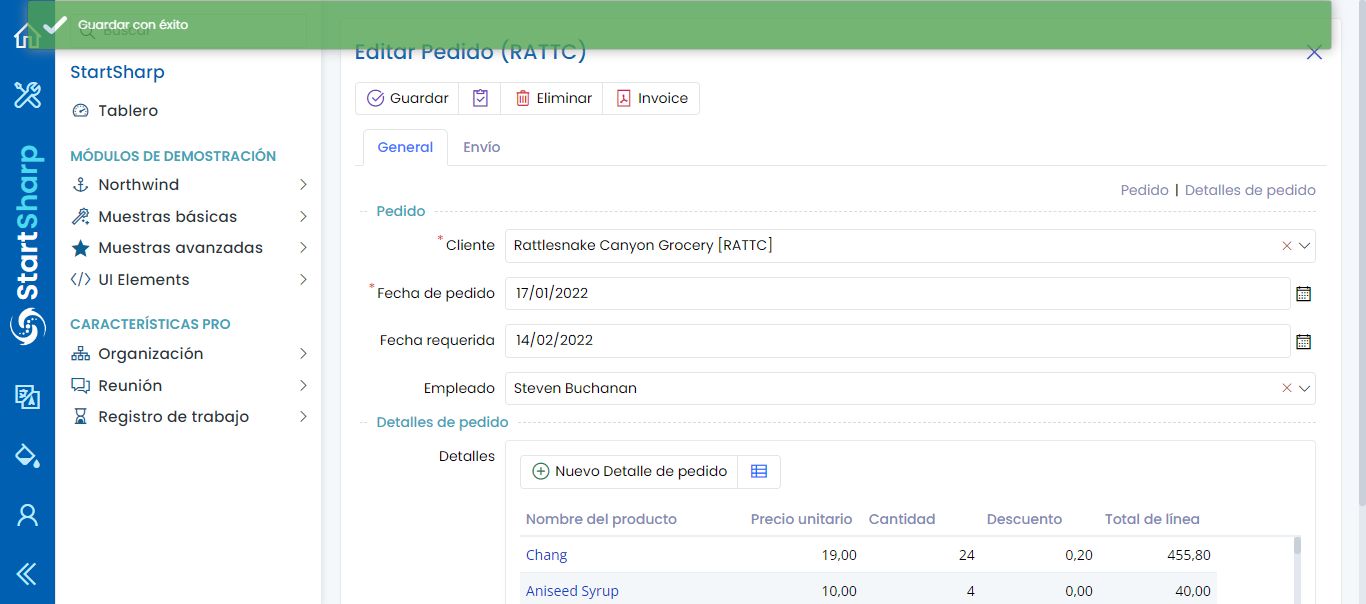 Guardar con éxito
Buscar
StartSharp
StartSharp
Tablero
MÓDULOS DE DEMOSTRACIÓN
Northwind
Muestras básicas
Muestras avanzadas
UI Elements
CARACTERÍSTICAS PRO
Organización
Reunión
Registro de trabajo
Editar Pedido (RATTC)
Guardar
Eliminar
Invoice
General Envío
Pedido | Detalles de pedido
Pedido
* Cliente Rattlesnake Canyon Grocery [RATTC]
* Fecha de pedido 17/01/2022
Fecha requerida 14/02/2022
Empleado Steven Buchanan
Detalles de pedido
Detalles
Nuevo Detalle de pedido
Nombre del producto Precio unitario Cantidad Descuento Total de línea
Chang 19,00 24 0,20 455,80
Aniseed Syrup 10,00 4 0,00 40,00